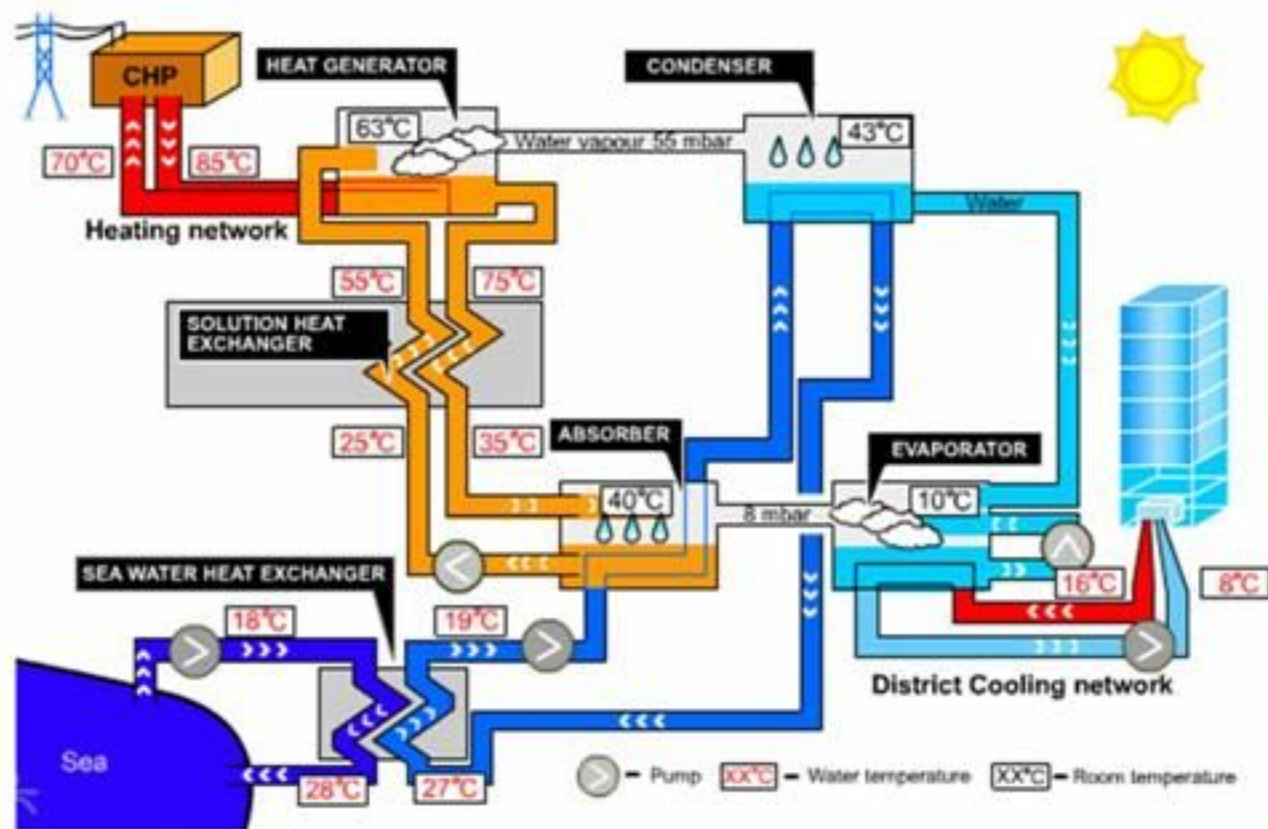 CHP
HEAT GENERATOR
CONDENSER
63°C
Water vapour 55 mbar
43°C
70°C
85°C
Heating network
Water
55°C
75°C
SOLUTION HEAT
EXCHANGER
25°C
35°C
ABSORBER
EVAPORATOR
40°C
8 mbar
10°C
SEA WATER HEAT EXCHANGER
16°C
8°C
18°C
19°C
District Cooling network
Sea
28°C
27°C
– Pump
XX°C – Water temperature
XX°C – Room temperature